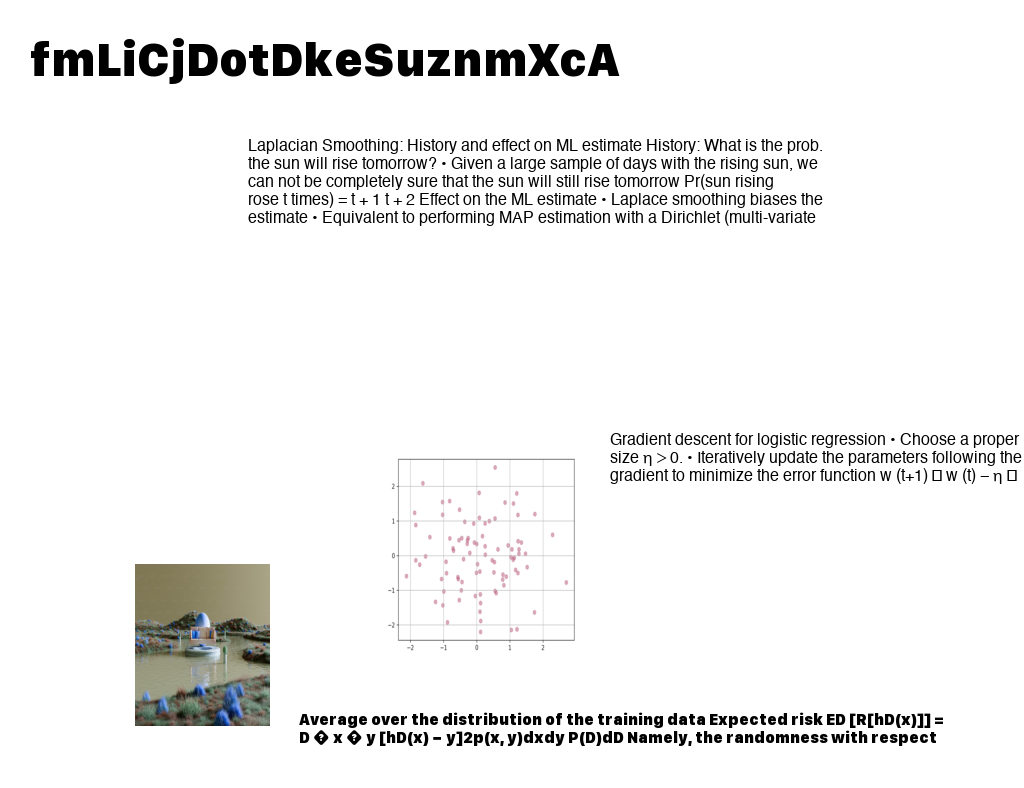 fmLiCjDotDkeSuznmXcA
Laplacian Smoothing: History and effect on ML estimate History: What is the prob.
the sun will rise tomorrow? • Given a large sample of days with the rising sun, we
can not be completely sure that the sun will still rise tomorrow Pr(sun rising
rose t times) = t + 1 t + 2 Effect on the ML estimate • Laplace smoothing biases the
estimate • Equivalent to performing MAP estimation with a Dirichlet (multi-variate
Gradient descent for logistic regression • Choose a proper
size η > 0. • Iteratively update the parameters following the
gradient to minimize the error function w (t+1) □ w (t) – η □
2
1
0
−1
−2
−2 −1 0 1 2
Average over the distribution of the training data Expected risk ED [R[hD(x)]] =
D � x � y [hD(x) – y]2p(x, y)dxdy P(D)dD Namely, the randomness with respect